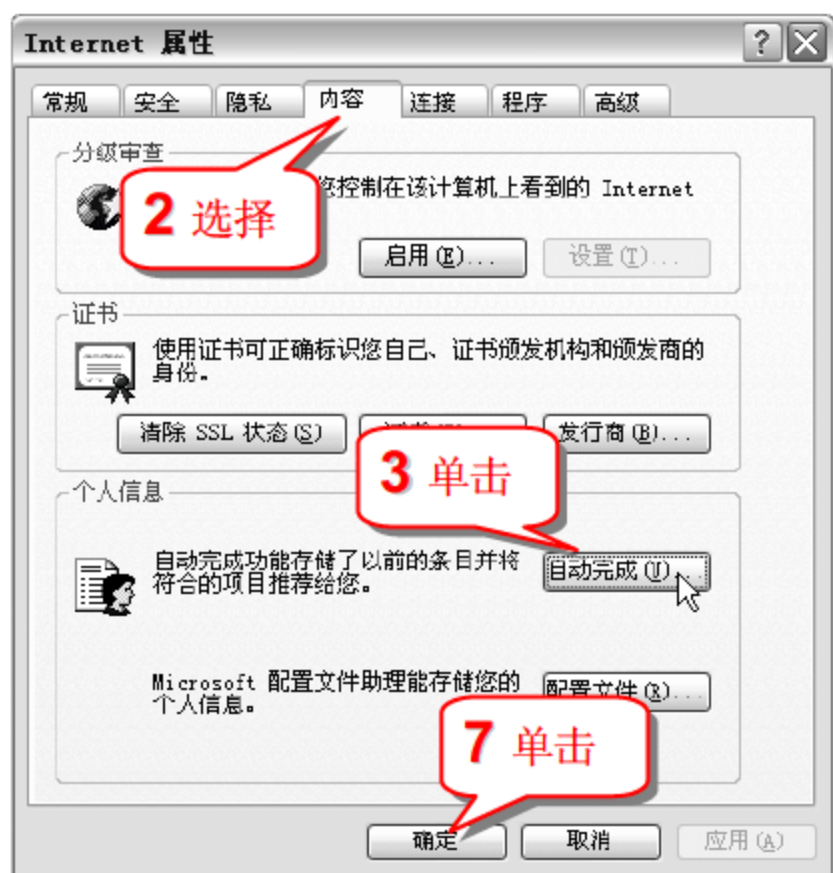 Internet 属性
常规 安全 隐私 内容 连接 程序 高级
分级审查
您控制在该计算机上看到的 Internet
2 选择
启用(E)... 设置(T)...
证书
使用证书可正确标识您自己、证书颁发机构和颁发商的
身份。
清除 SSL 状态(S) 发行商(B)...
3 单击
个人信息
自动完成功能存储了以前的条目并将
符合的项目推荐给您。
自动完成(U)...
Microsoft 配置文件助理能存储您的
个人信息。
配置文件(R)...
7 单击
确定 取消 应用(A)